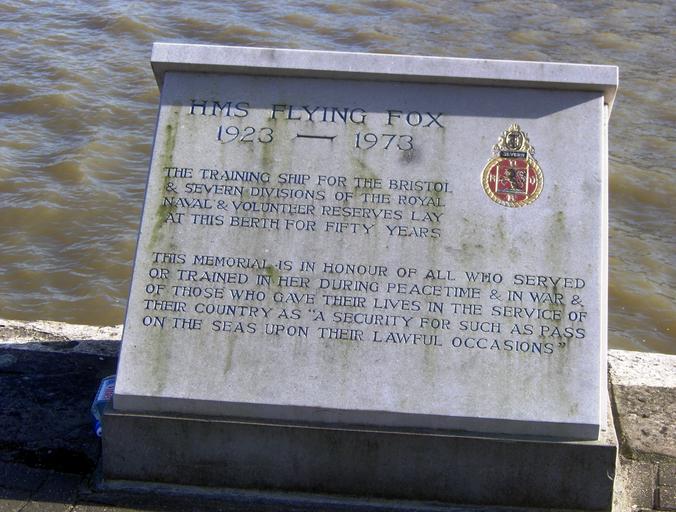 HMS FLYING FOX
1923 — 1973
SEVERN
THE TRAINING SHIP FOR THE BRISTOL
& SEVERN DIVISIONS OF THE ROYAL
NAVAL & VOLUNTEER RESERVES LAY
AT THIS BERTH FOR FIFTY YEARS
THIS MEMORIAL IS IN HONOUR OF ALL WHO SERVED
OR TRAINED IN HER DURING PEACETIME & IN WAR &
OF THOSE WHO GAVE THEIR LIVES IN THE SERVICE OF
THEIR COUNTRY AS "A SECURITY FOR SUCH AS PASS
ON THE SEAS UPON THEIR LAWFUL OCCASIONS"